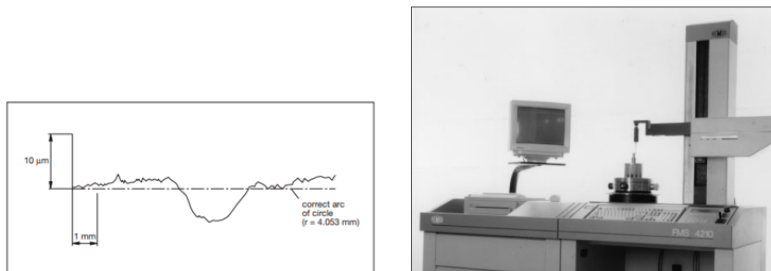 10 µm
1 mm
correct arc
of circle
(r = 4.053 mm)
FMS 4210